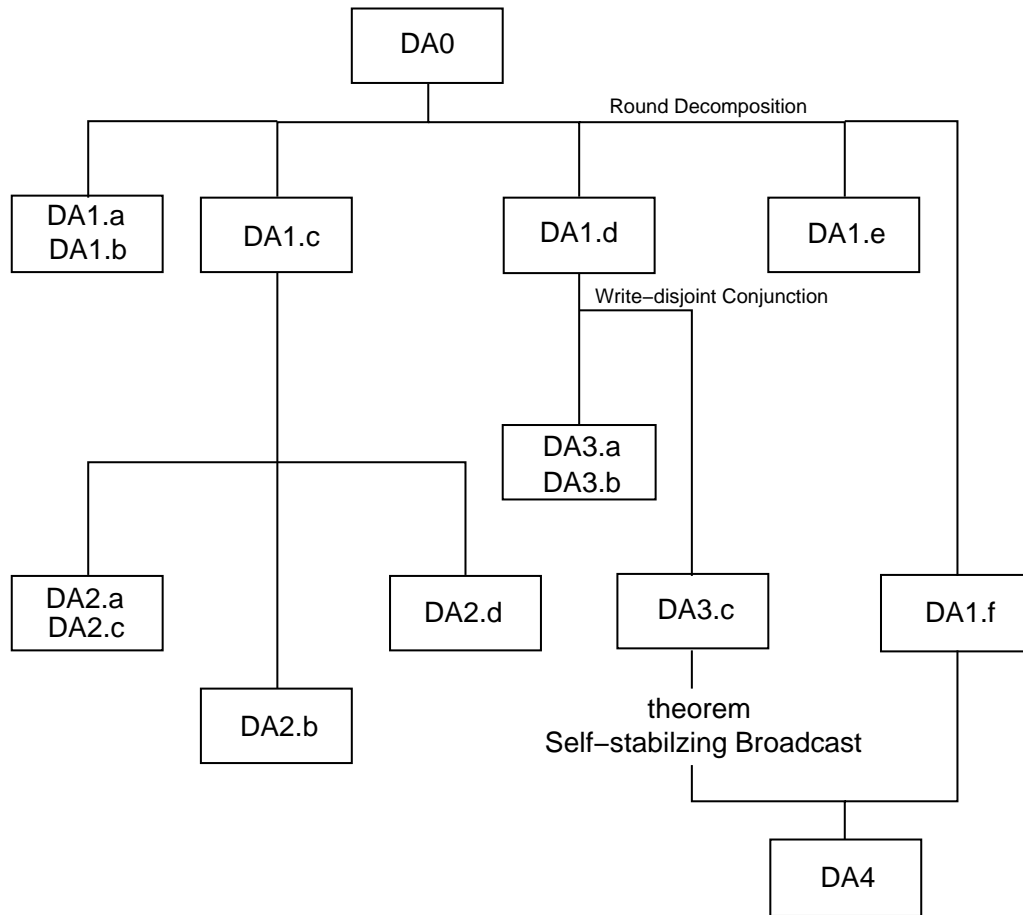 DA0
Round Decomposition
DA1.a
DA1.b
DA1.c
DA1.d
DA1.e
Write−disjoint Conjunction
DA3.a
DA3.b
DA2.a
DA2.c
DA2.d
DA3.c
DA1.f
DA2.b
theorem
Self−stabilzing Broadcast
DA4